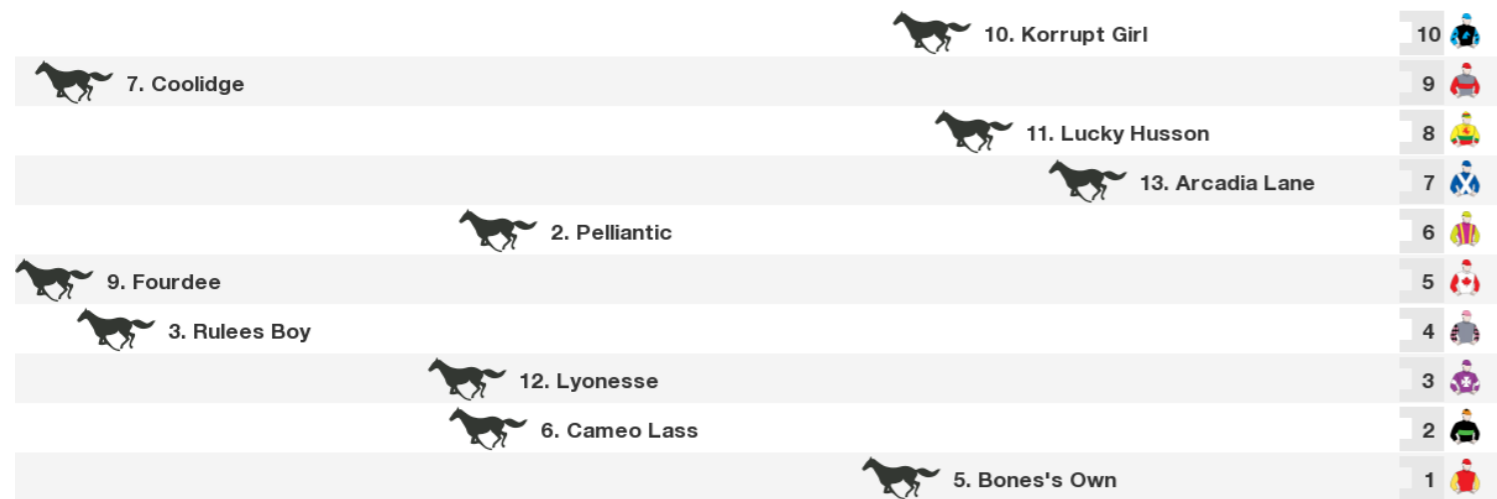 10. Korrupt Girl 10
7. Coolidge 9
11. Lucky Husson 8
13. Arcadia Lane 7
2. Pelliantic 6
9. Fourdee 5
3. Rulees Boy 4
12. Lyonesse 3
6. Cameo Lass 2
5. Bones's Own 1